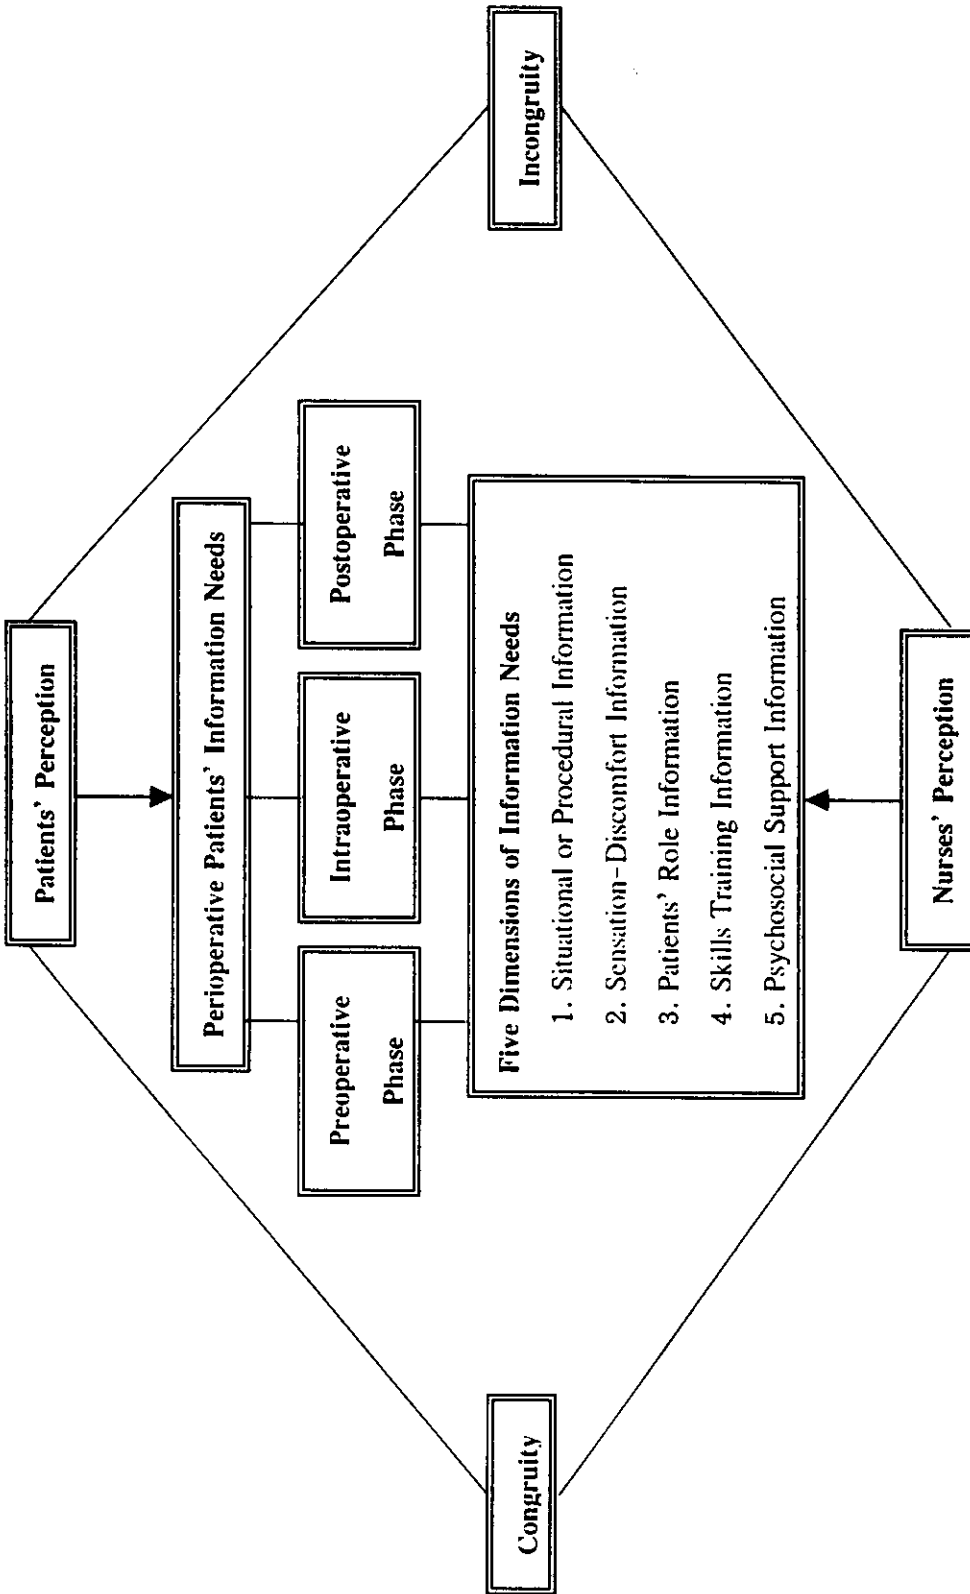 Patients' Perception
Perioperative Patients' Information Needs
Preoperative
Phase
Intraoperative
Phase
Postoperative
Phase
Five Dimensions of Information Needs
1. Situational or Procedural Information
2. Sensation-Discomfort Information
3. Patients' Role Information
4. Skills Training Information
5. Psychosocial Support Information
Congruity
Incongruity
Nurses' Perception